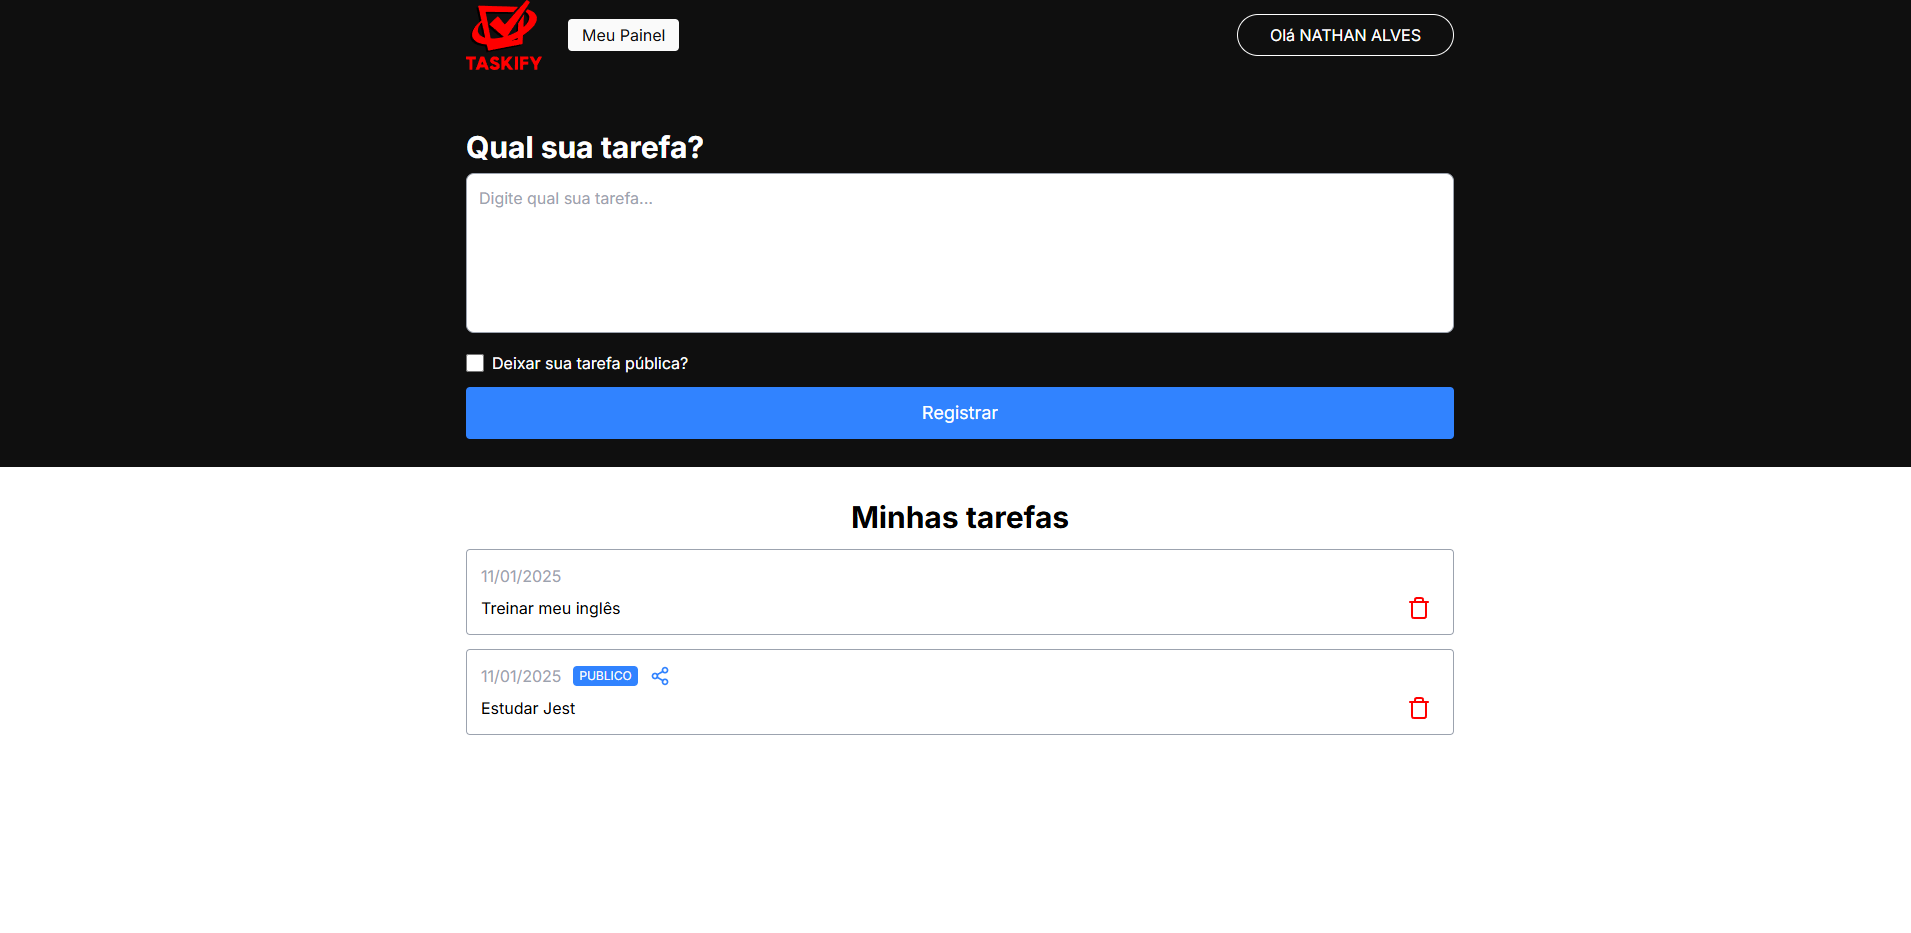 TASKIFY
Meu Painel
Olá NATHAN ALVES
Qual sua tarefa?
Digite qual sua tarefa...
Deixar sua tarefa pública?
Registrar
Minhas tarefas
11/01/2025
Treinar meu inglês
11/01/2025 PUBLICO
Estudar Jest